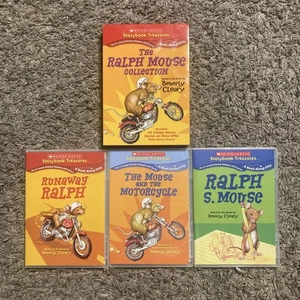 SCHOLASTIC
Storybook Treasures
THE
RALPH MOUSE
COLLECTION
Beverly
Cleary
SCHOLASTIC
Storybook Treasures
RUNAWAY
RALPH
Beverly Cleary
SCHOLASTIC
Storybook Treasures
THE MOUSE
AND THE
MOTORCYCLE
Beverly Cleary
SCHOLASTIC
Storybook Treasures
RALPH
S. MOUSE
Beverly Cleary